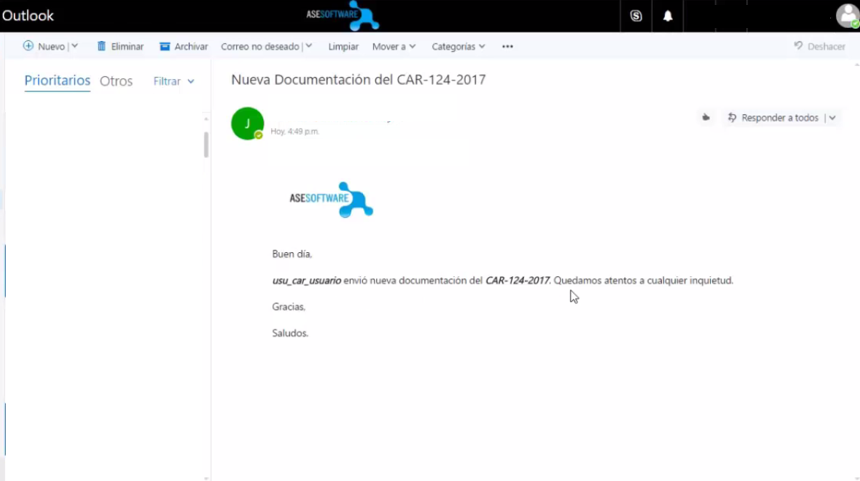 Outlook
ASESOFTWARE
Nuevo
Eliminar
Archivar
Correo no deseado
Limpiar
Mover a
Categorías
Deshacer
Prioritarios
Otros
Filtrar
Nueva Documentación del CAR-124-2017
J
Hoy, 4:49 p.m.
Responder a todos
ASESOFTWARE
Buen día,
usu_car_usuario envió nueva documentación del CAR-124-2017. Quedamos atentos a cualquier inquietud.
Gracias,
Saludos.